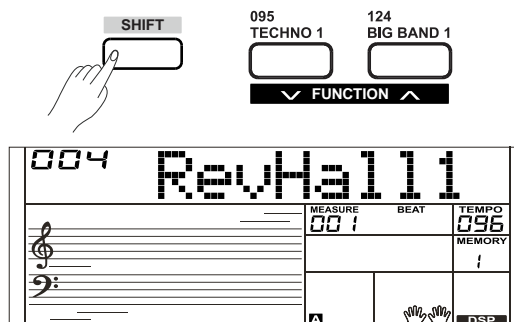 SHIFT
095
TECHNO 1
124
BIG BAND 1
FUNCTION
004 RevHall1
MEASURE
001
BEAT
TEMPO
096
MEMORY
1
A
DSP